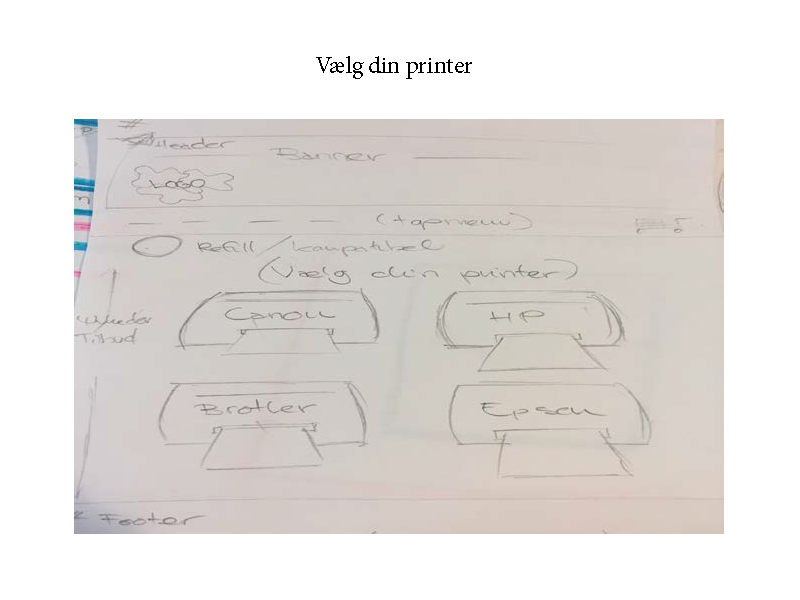 Vælg din printer
Header
Banner
LOGO
(topmenu)
Refill/kompatibel
(Vælg din printer)
Canon
HP
Nyheder
Tilbud
Brother
Epson
Footer